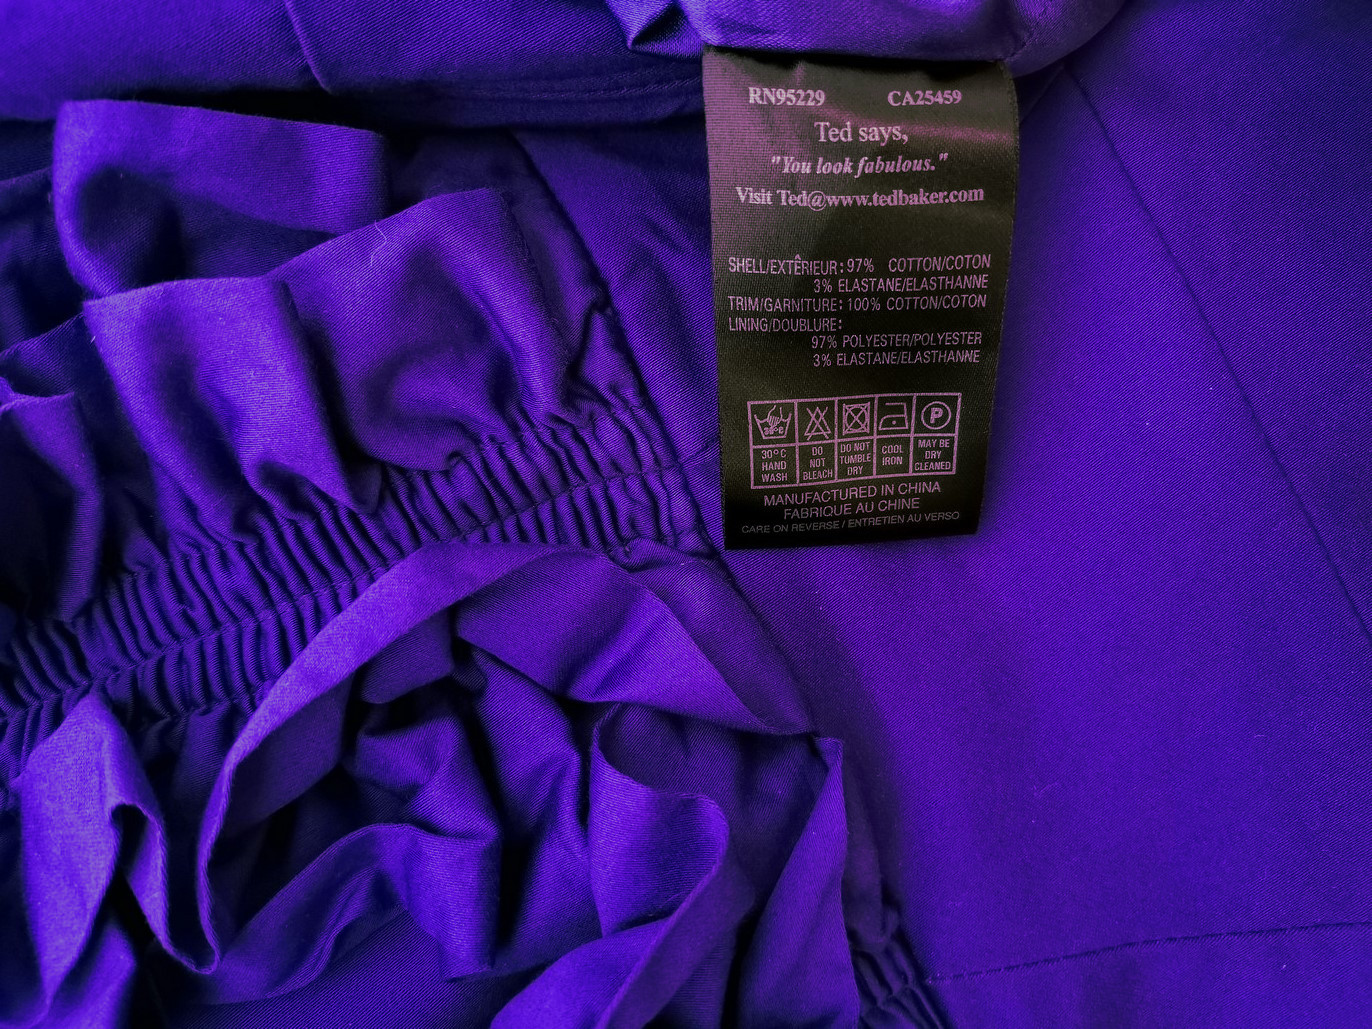 RN95229 CA25459
Ted says,
"You look fabulous."
Visit Ted@www.tedbaker.com
SHELL/EXTÊRIEUR: 97% COTTON/COTON
3% ELASTANE/ELASTHANNE
TRIM/GARNITURE: 100% COTTON/COTON
LINING/DOUBLURE:
97% POLYESTER/POLYESTER
3% ELASTANE/ELASTHANNE
30°C
30°C HAND WASH
DO NOT BLEACH
DO NOT TUMBLE DRY
COOL IRON
P
MAY BE DRY CLEANED
MANUFACTURED IN CHINA
FABRIQUE AU CHINE
CARE ON REVERSE / ENTRETIEN AU VERSO